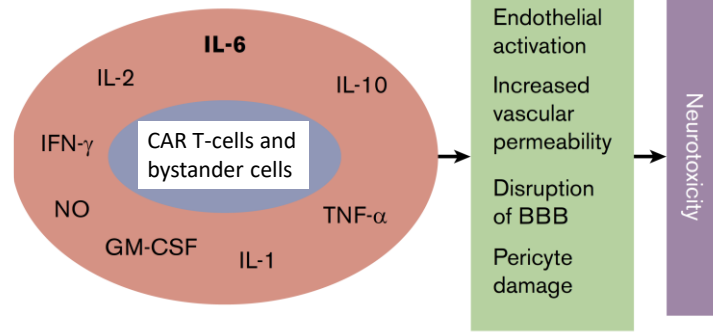 IL-6
IL-2
IL-10
IFN-γ
CAR T-cells and
bystander cells
NO
TNF-α
GM-CSF
IL-1
Endothelial
activation
Increased
vascular
permeability
Disruption
of BBB
Pericyte
damage
Neurotoxicity